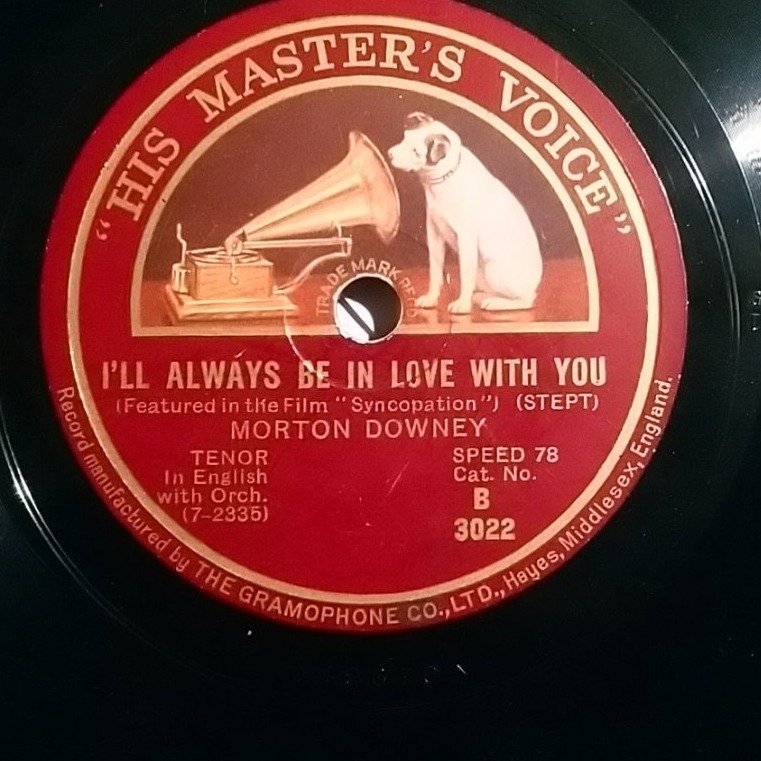 "HIS MASTER'S VOICE"
TRADE MARK REGD
I'LL ALWAYS BE IN LOVE WITH YOU
(Featured in the Film "Syncopation") (STEPT)
MORTON DOWNEY
TENOR
In English
with Orch.
(7-2335)
SPEED 78
Cat. No.
B
3022
Record manufactured by THE GRAMOPHONE CO., LTD., Hayes, Middlesex, England.